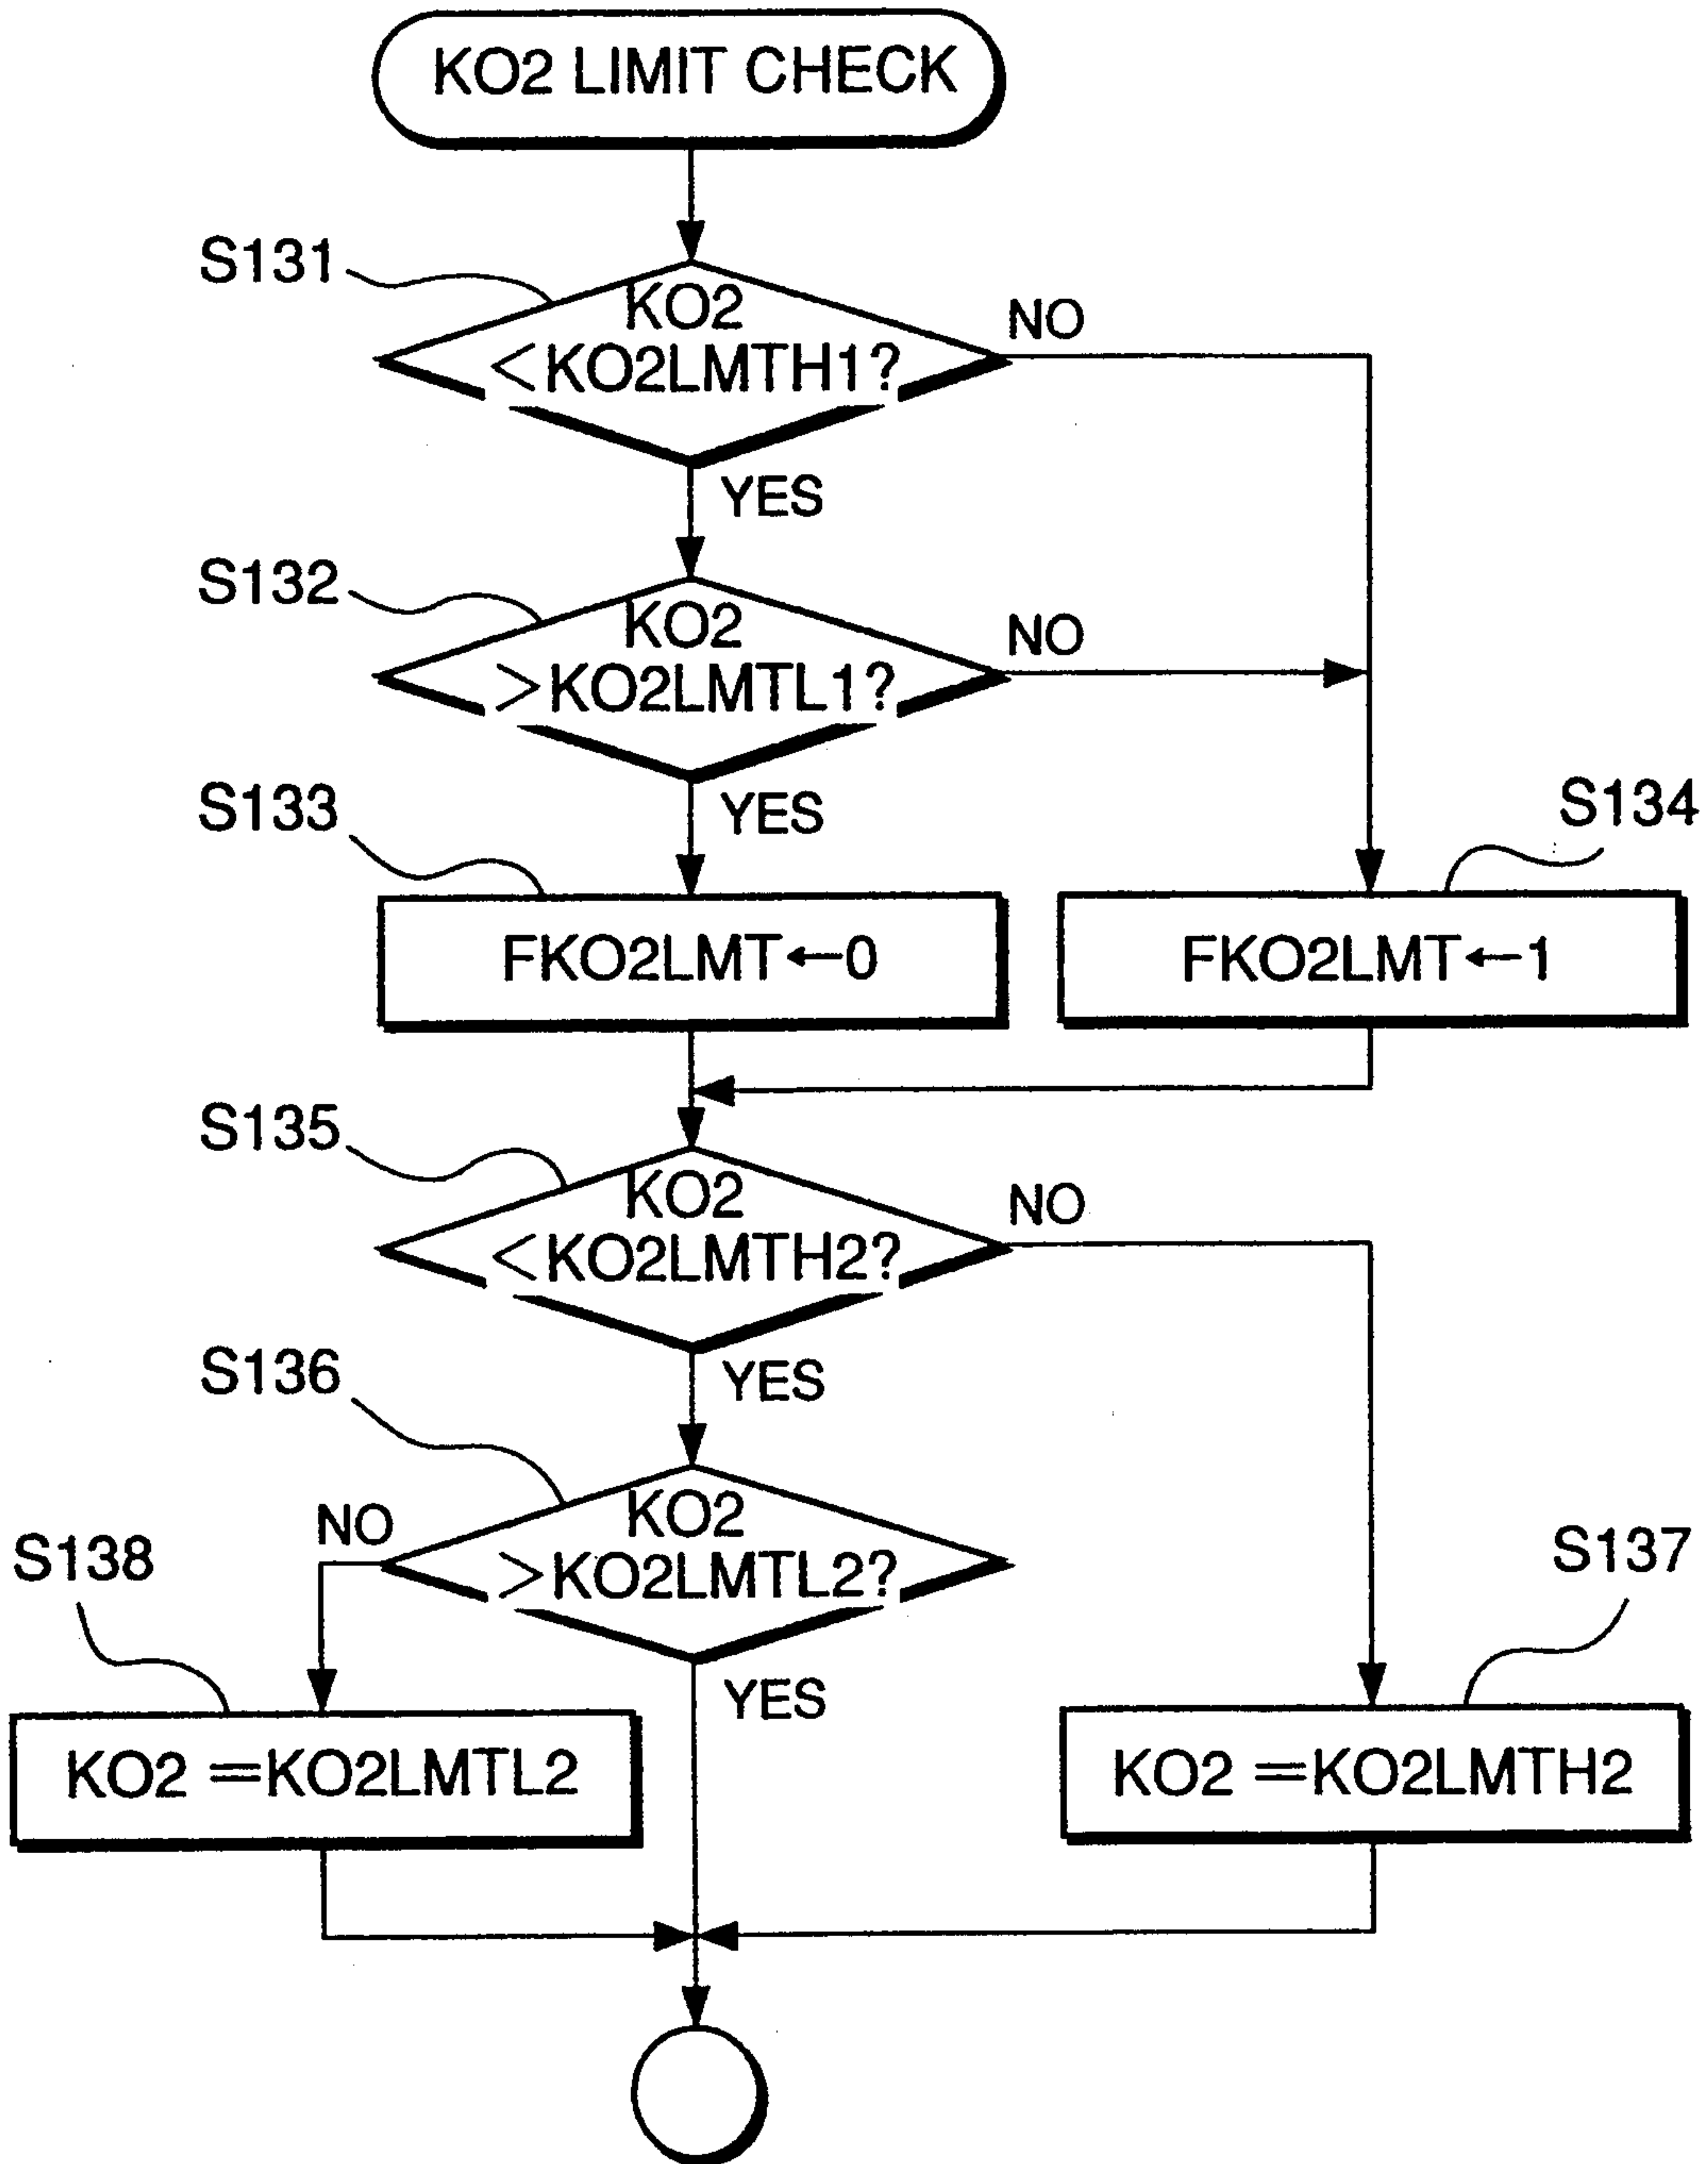 KO2 LIMIT CHECK
S131
KO2
<KO2LMTH1?
NO
YES
S132
KO2
>KO2LMTL1?
NO
YES
S133
S134
FKO2LMT←0
FKO2LMT←1
S135
KO2
<KO2LMTH2?
NO
YES
S136
KO2
>KO2LMTL2?
NO
YES
S138
S137
KO2 =KO2LMTL2
KO2 =KO2LMTH2